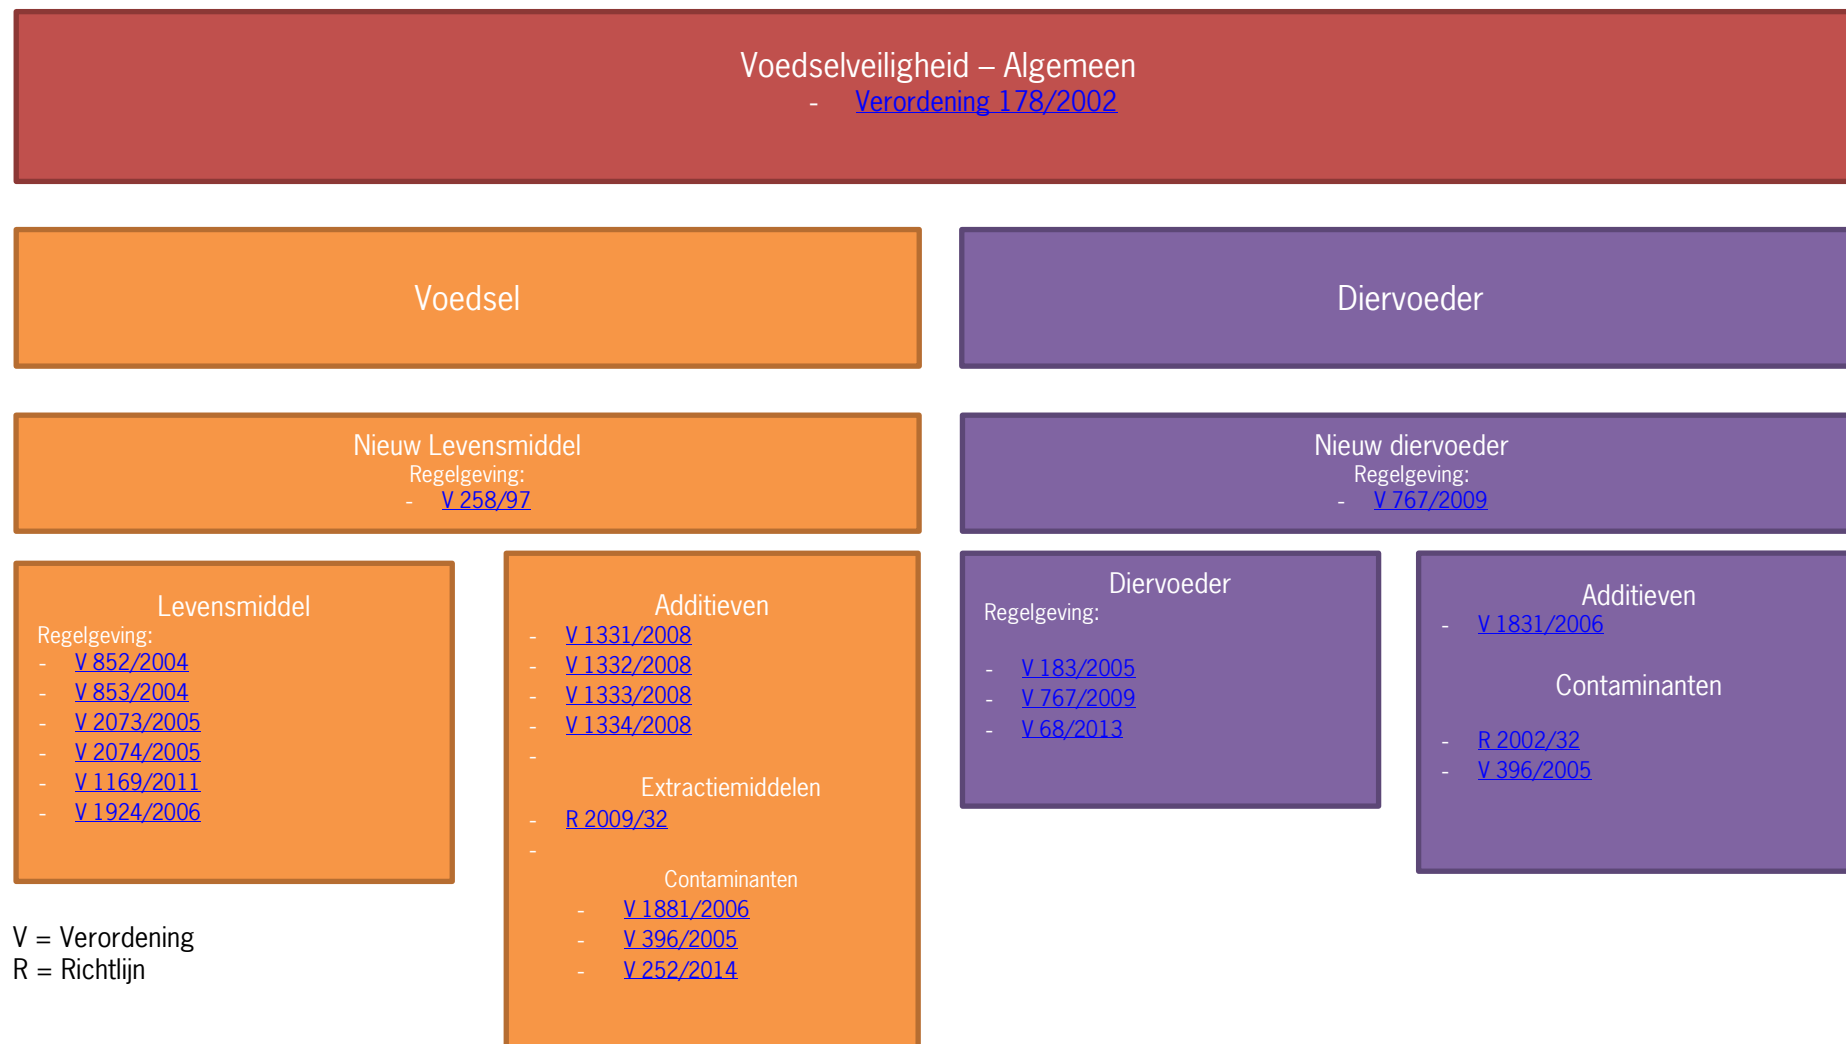 Voedselveiligheid – Algemeen
- Verordening 178/2002
Voedsel
Diervoeder
Nieuw Levensmiddel
Regelgeving:
- V 258/97
Nieuw diervoeder
Regelgeving:
- V 767/2009
Levensmiddel
Regelgeving:
- V 852/2004
- V 853/2004
- V 2073/2005
- V 2074/2005
- V 1169/2011
- V 1924/2006
Additieven
- V 1331/2008
- V 1332/2008
- V 1333/2008
- V 1334/2008
-
Extractiemiddelen
- R 2009/32
-
Contaminanten
- V 1881/2006
- V 396/2005
- V 252/2014
Diervoeder
Regelgeving:
- V 183/2005
- V 767/2009
- V 68/2013
Additieven
- V 1831/2006
Contaminanten
- R 2002/32
- V 396/2005
V = Verordening
R = Richtlijn